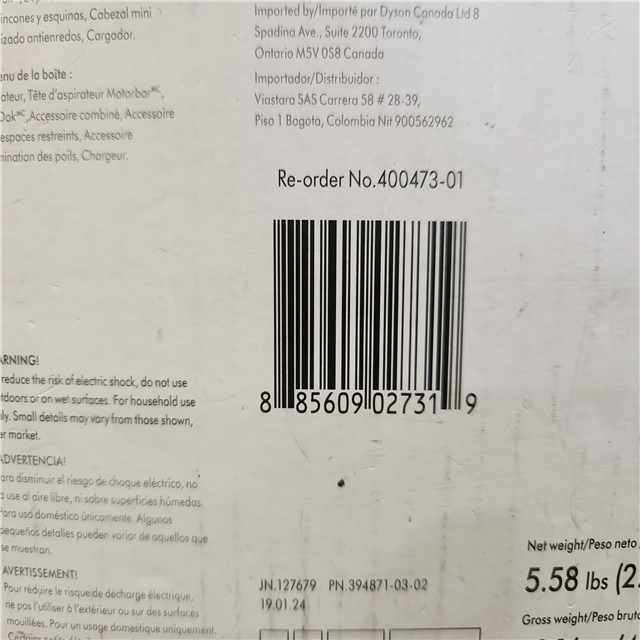 incones y esquinas, Cabezal mini
izado antienredos, Cargador.
enu de la boîte :
ateur, Tête d'aspirateur Motorbarᴹᶜ,
Dokᴹᶜ, Accessoire combiné, Accessoire
espaces restreints, Accessoire
mination des poils, Chargeur.
Imported by/Importé par Dyson Canada Ltd 8
Spadina Ave., Suite 2200 Toronto,
Ontario M5V 0S8 Canada
Importador/Distribuidor :
Viastara SAS Carrera 58 # 2B-39,
Piso 1 Bogota, Colombia Nit 900562962
Re-order No.400473-01
8 85609 02731 9
ARNING!
reduce the risk of electric shock, do not use
tdoors or on wet surfaces. For household use
ly. Small details may vary from those shown,
er market.
ADVERTENCIA!
ara disminuir el riesgo de choque eléctrico, no
use al aire libre, ni sobre superficies húmedas.
Para uso doméstico únicamente. Algunos
pequeños detalles pueden variar de aquellos que
se muestran.
AVERTISSEMENT!
Pour réduire le risque de décharge électrique,
ne pas l'utiliser à l'extérieur ou sur des surfaces
mouillées. Pour un usage domestique uniquement.
JN.127679 PN.394871-03-02
19.01.24
Net weight/Peso neto
5.58 lbs (2.
Gross weight/Peso bruto